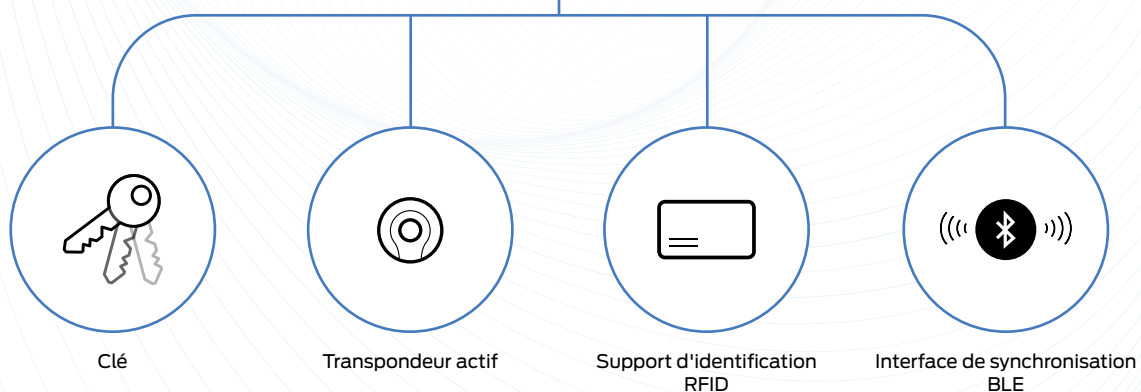 Clé
Transpondeur actif
Support d'identification
RFID
Interface de synchronisation
BLE